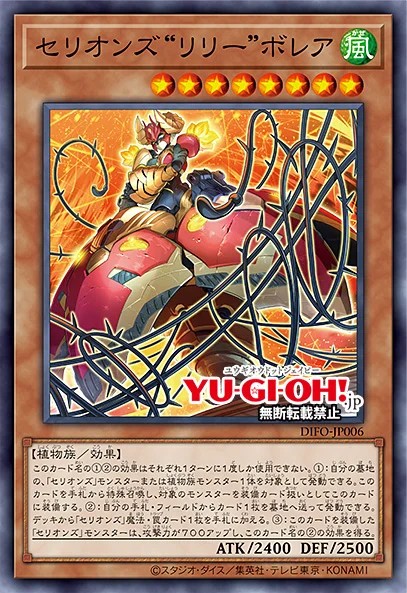 セリオンズ“リリー”ボレア
風
ユウギオウドットジェイピー
YU-GI-OH!.jp
無断転載禁止
DIFO-JP006
【植物族／効果】
このカード名の①②の効果はそれぞれ１ターンに１度しか使用できない。①：自分の墓地
の、「セリオンズ」モンスターまたは植物族モンスター１体を対象として発動できる。この
カードを手札から特殊召喚し、対象のモンスターを装備カード扱いとしてこのカード
に装備する。②：自分の手札・フィールドからカード１枚を墓地へ送って発動できる。
デッキから「セリオンズ」魔法・罠カード１枚を手札に加える。③：このカードを装備した
「セリオンズ」モンスターは、攻撃力が７００アップし、このカード名の②の効果を得る。
ATK/2400 DEF/2500
©スタジオ・ダイス／集英社・テレビ東京・KONAMI